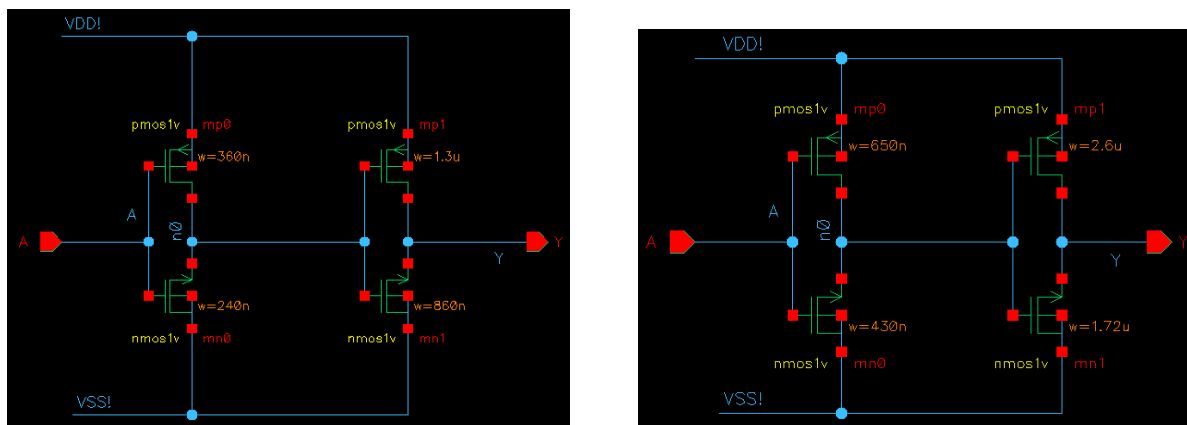 VDD!
pmos1v mp0
w=360n
pmos1v mp1
w=1.3u
A
A
n0
Y
Y
w=240n
nmos1v mn0
w=860n
nmos1v mn1
VSS!
VDD!
pmos1v mp0
w=650n
pmos1v mp1
w=2.6u
A
A
n0
Y
Y
w=430n
nmos1v mn0
w=1.72u
nmos1v mn1
VSS!